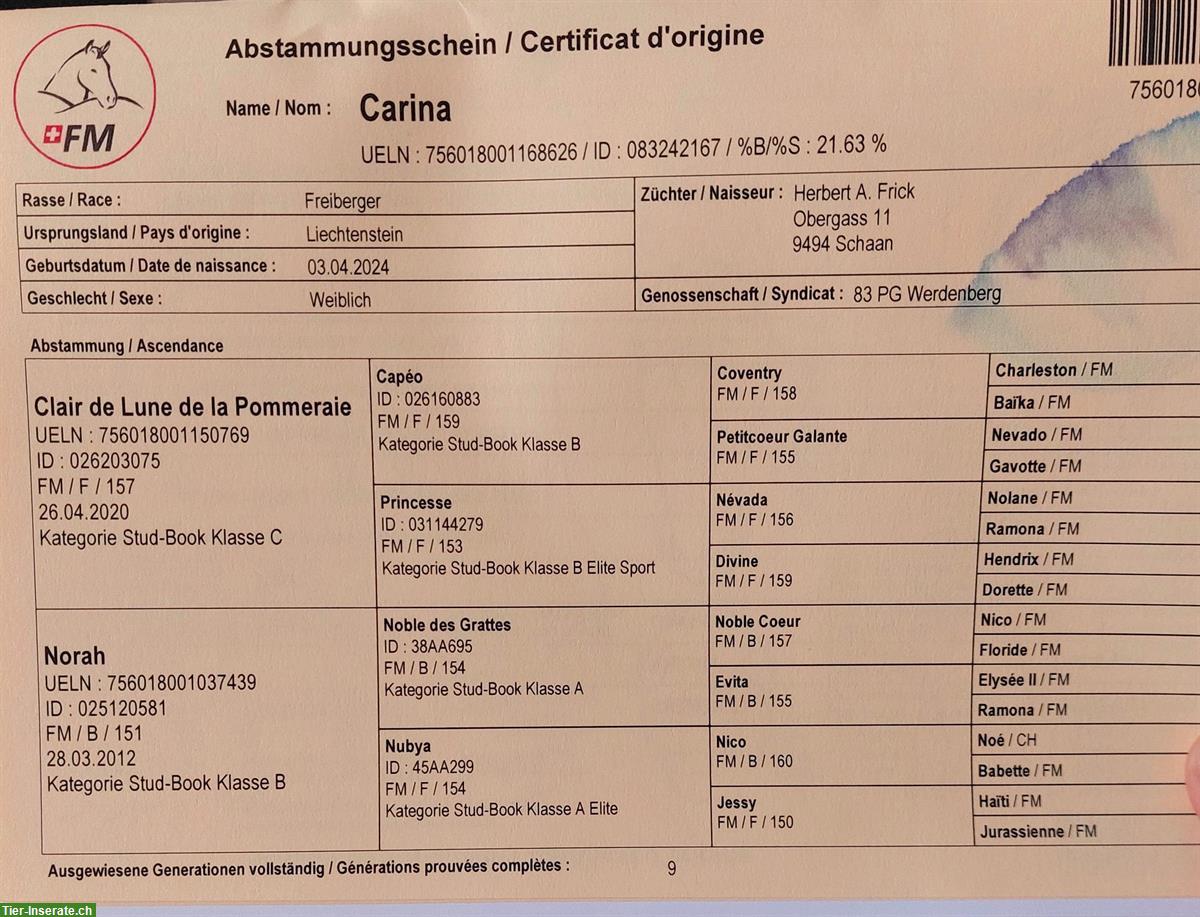 Abstammungsschein / Certificat d'origine
756018
FM
Name / Nom : Carina
UELN : 756018001168626 / ID : 083242167 / %B/%S : 21.63 %
Rasse / Race : Freiberger
Ursprungsland / Pays d'origine : Liechtenstein
Geburtsdatum / Date de naissance : 03.04.2024
Geschlecht / Sexe : Weiblich
Züchter / Naisseur : Herbert A. Frick
Obergass 11
9494 Schaan
Genossenschaft / Syndicat : 83 PG Werdenberg
Abstammung / Ascendance
Clair de Lune de la Pommeraie
UELN : 756018001150769
ID : 026203075
FM / F / 157
26.04.2020
Kategorie Stud-Book Klasse C
Norah
UELN : 756018001037439
ID : 025120581
FM / B / 151
28.03.2012
Kategorie Stud-Book Klasse B
Capéo
ID : 026160883
FM / F / 159
Kategorie Stud-Book Klasse B
Princesse
ID : 031144279
FM / F / 153
Kategorie Stud-Book Klasse B Elite Sport
Noble des Grattes
ID : 38AA695
FM / B / 154
Kategorie Stud-Book Klasse A
Nubya
ID : 45AA299
FM / F / 154
Kategorie Stud-Book Klasse A Elite
Coventry
FM / F / 158
Petitcoeur Galante
FM / F / 155
Névada
FM / F / 156
Divine
FM / F / 159
Noble Coeur
FM / B / 157
Evita
FM / B / 155
Nico
FM / B / 160
Jessy
FM / F / 150
Charleston / FM
Baïka / FM
Nevado / FM
Gavotte / FM
Nolane / FM
Ramona / FM
Hendrix / FM
Dorette / FM
Nico / FM
Floride / FM
Elysée II / FM
Ramona / FM
Noé / CH
Babette / FM
Haïti / FM
Jurassienne / FM
Ausgewiesene Generationen vollständig / Générations prouvées complètes : 9
Tier-Inserate.ch